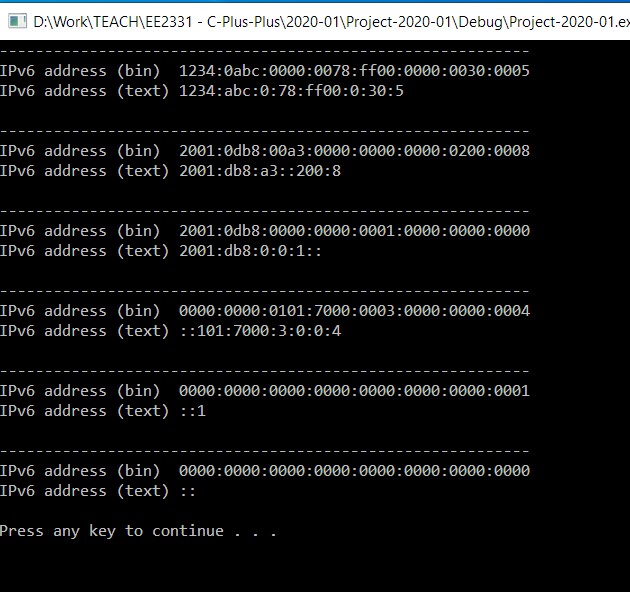 D:\Work\TEACH\EE2331 - C-Plus-Plus\2020-01\Project-2020-01\Debug\Project-2020-01.ex
-----------------------------------------------------------
IPv6 address (bin)  1234:0abc:0000:0078:ff00:0000:0030:0005
IPv6 address (text) 1234:abc:0:78:ff00:0:30:5
-----------------------------------------------------------
IPv6 address (bin)  2001:0db8:00a3:0000:0000:0000:0200:0008
IPv6 address (text) 2001:db8:a3::200:8
-----------------------------------------------------------
IPv6 address (bin)  2001:0db8:0000:0000:0001:0000:0000:0000
IPv6 address (text) 2001:db8:0:0:1::
-----------------------------------------------------------
IPv6 address (bin)  0000:0000:0101:7000:0003:0000:0000:0004
IPv6 address (text) ::101:7000:3:0:0:4
-----------------------------------------------------------
IPv6 address (bin)  0000:0000:0000:0000:0000:0000:0000:0001
IPv6 address (text) ::1
-----------------------------------------------------------
IPv6 address (bin)  0000:0000:0000:0000:0000:0000:0000:0000
IPv6 address (text) ::
Press any key to continue . . .